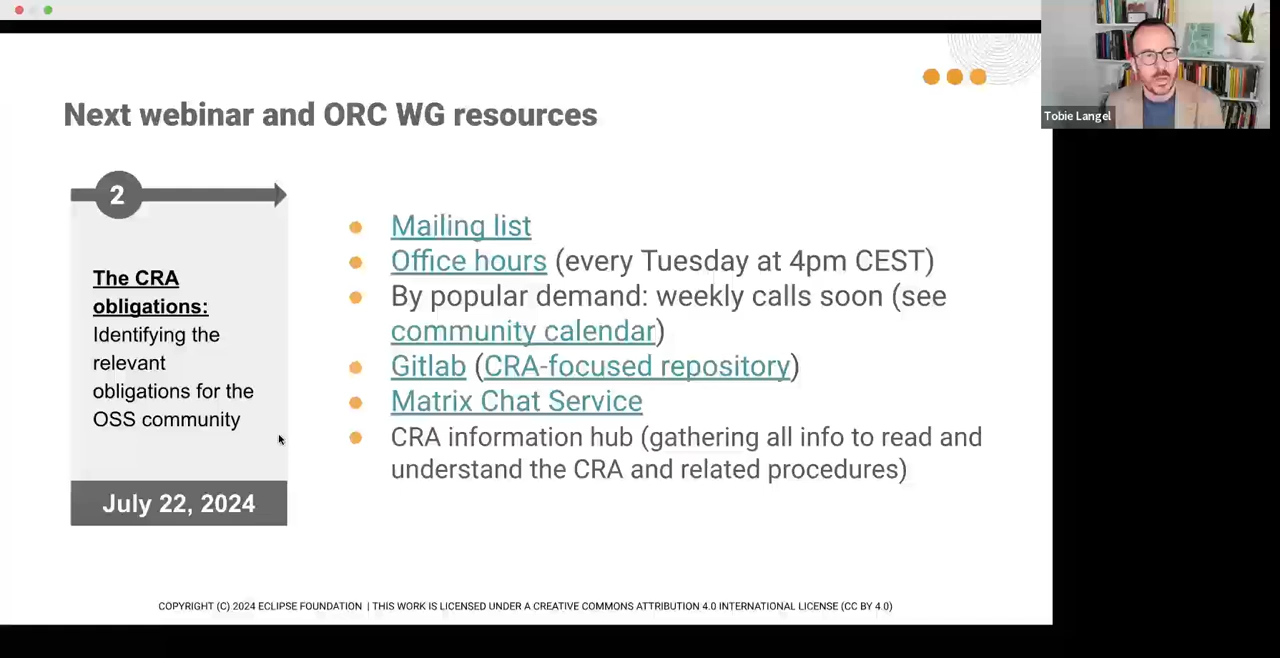 Next webinar and ORC WG resources
2
The CRA
obligations:
Identifying the
relevant
obligations for the
OSS community
July 22, 2024
Mailing list
Office hours (every Tuesday at 4pm CEST)
By popular demand: weekly calls soon (see
community calendar)
Gitlab (CRA-focused repository)
Matrix Chat Service
CRA information hub (gathering all info to read and
understand the CRA and related procedures)
COPYRIGHT (C) 2024 ECLIPSE FOUNDATION | THIS WORK IS LICENSED UNDER A CREATIVE COMMONS ATTRIBUTION 4.0 INTERNATIONAL LICENSE (CC BY 4.0)
Tobie Langel